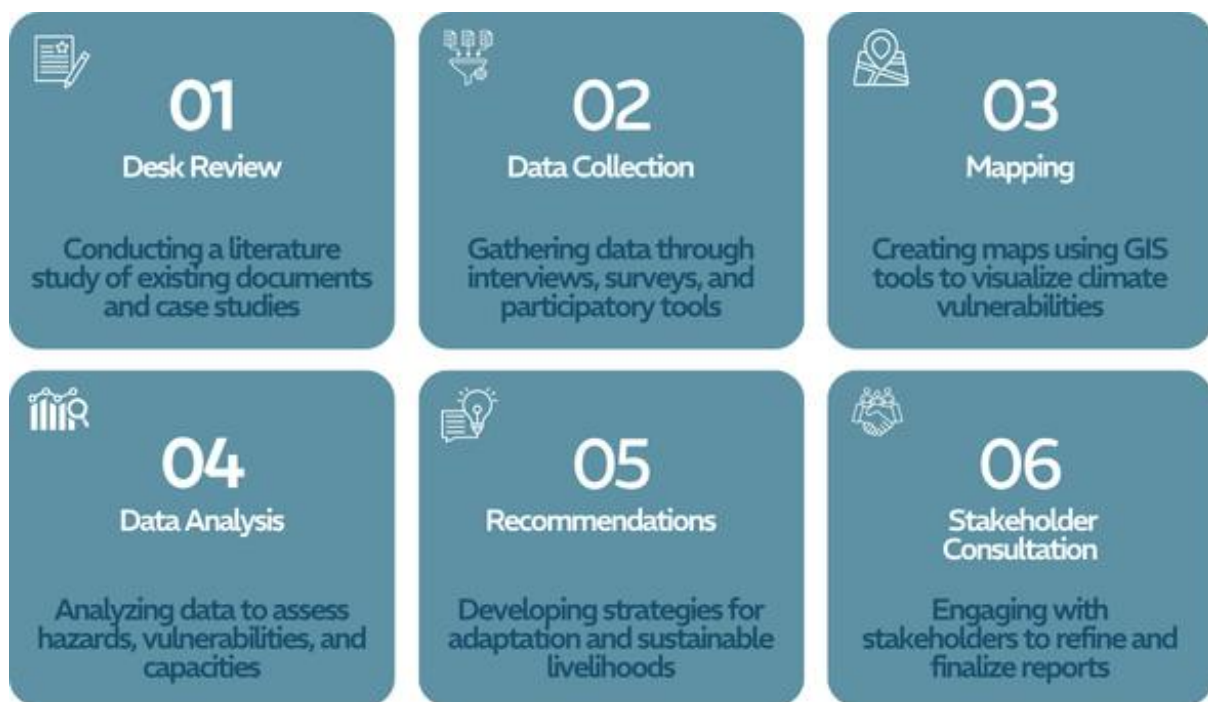 01
Desk Review
Conducting a literature
study of existing documents
and case studies
02
Data Collection
Gathering data through
interviews, surveys, and
participatory tools
03
Mapping
Creating maps using GIS
tools to visualize climate
vulnerabilities
04
Data Analysis
Analyzing data to assess
hazards, vulnerabilities, and
capacities
05
Recommendations
Developing strategies for
adaptation and sustainable
livelihoods
06
Stakeholder
Consultation
Engaging with
stakeholders to refine and
finalize reports